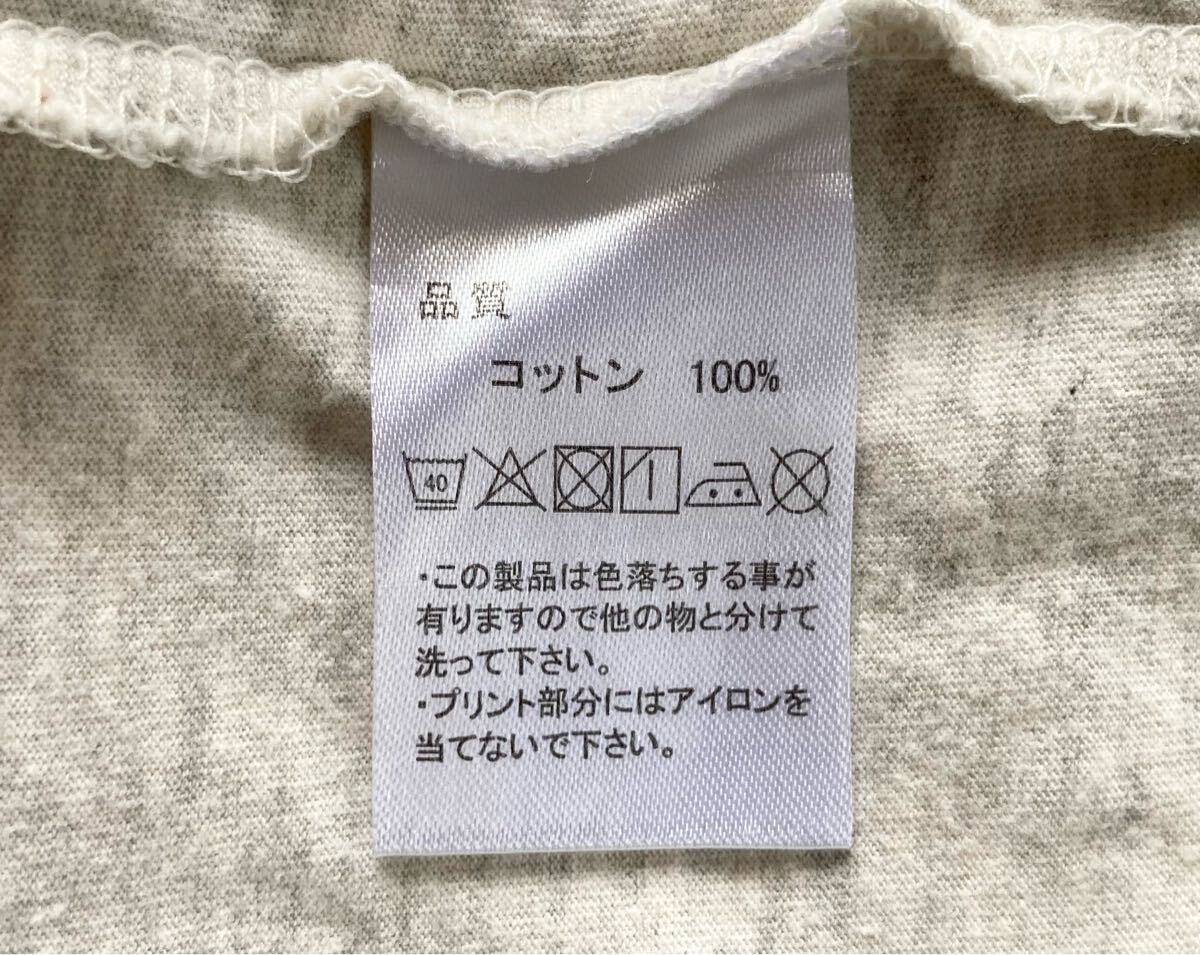 品質
コットン 100%
40
・この製品は色落ちする事が
有りますので他の物と分けて
洗って下さい。
・プリント部分にはアイロンを
当てないで下さい。